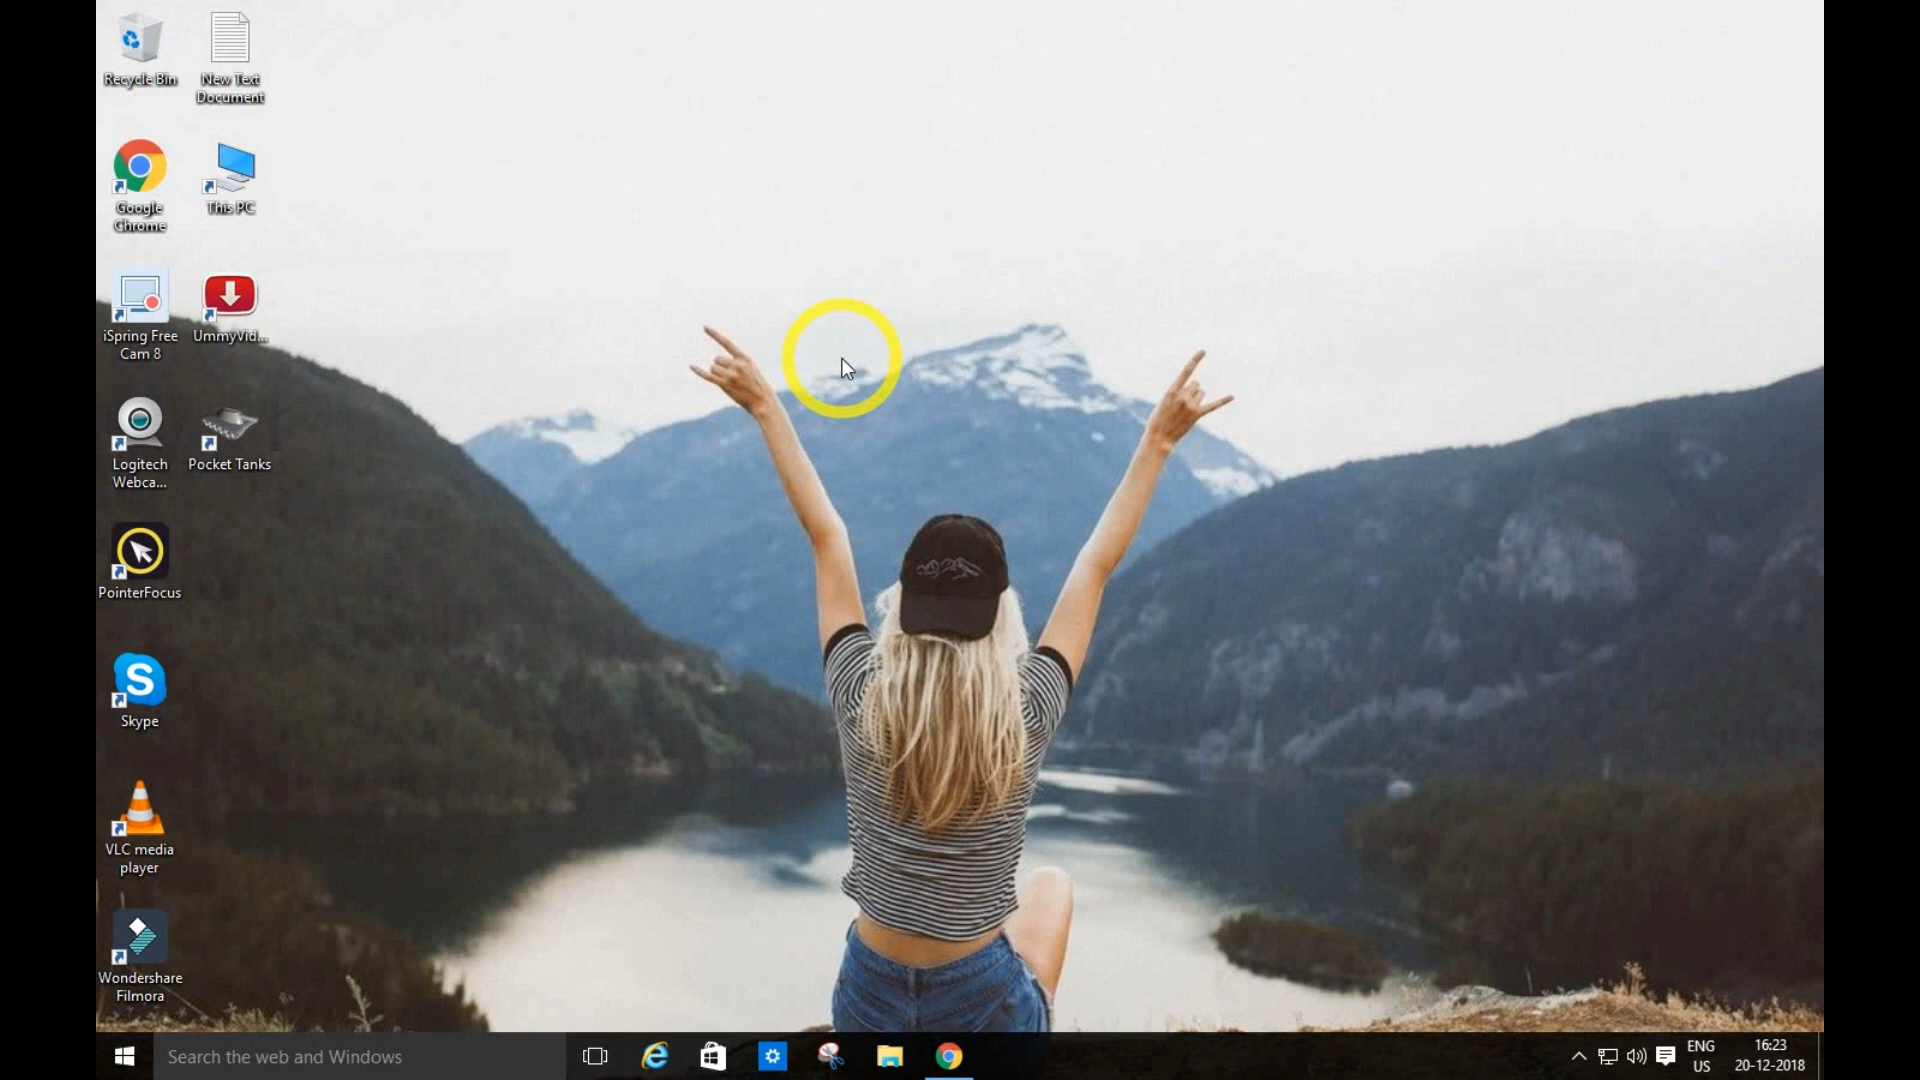 Recycle Bin
New Text
Document
Google
Chrome
This PC
iSpring Free
Cam 8
UmmyVid...
Logitech
Webca...
Pocket Tanks
PointerFocus
S
Skype
VLC media
player
Wondershare
Filmora
Search the web and Windows
ENG
US
16:23
20-12-2018